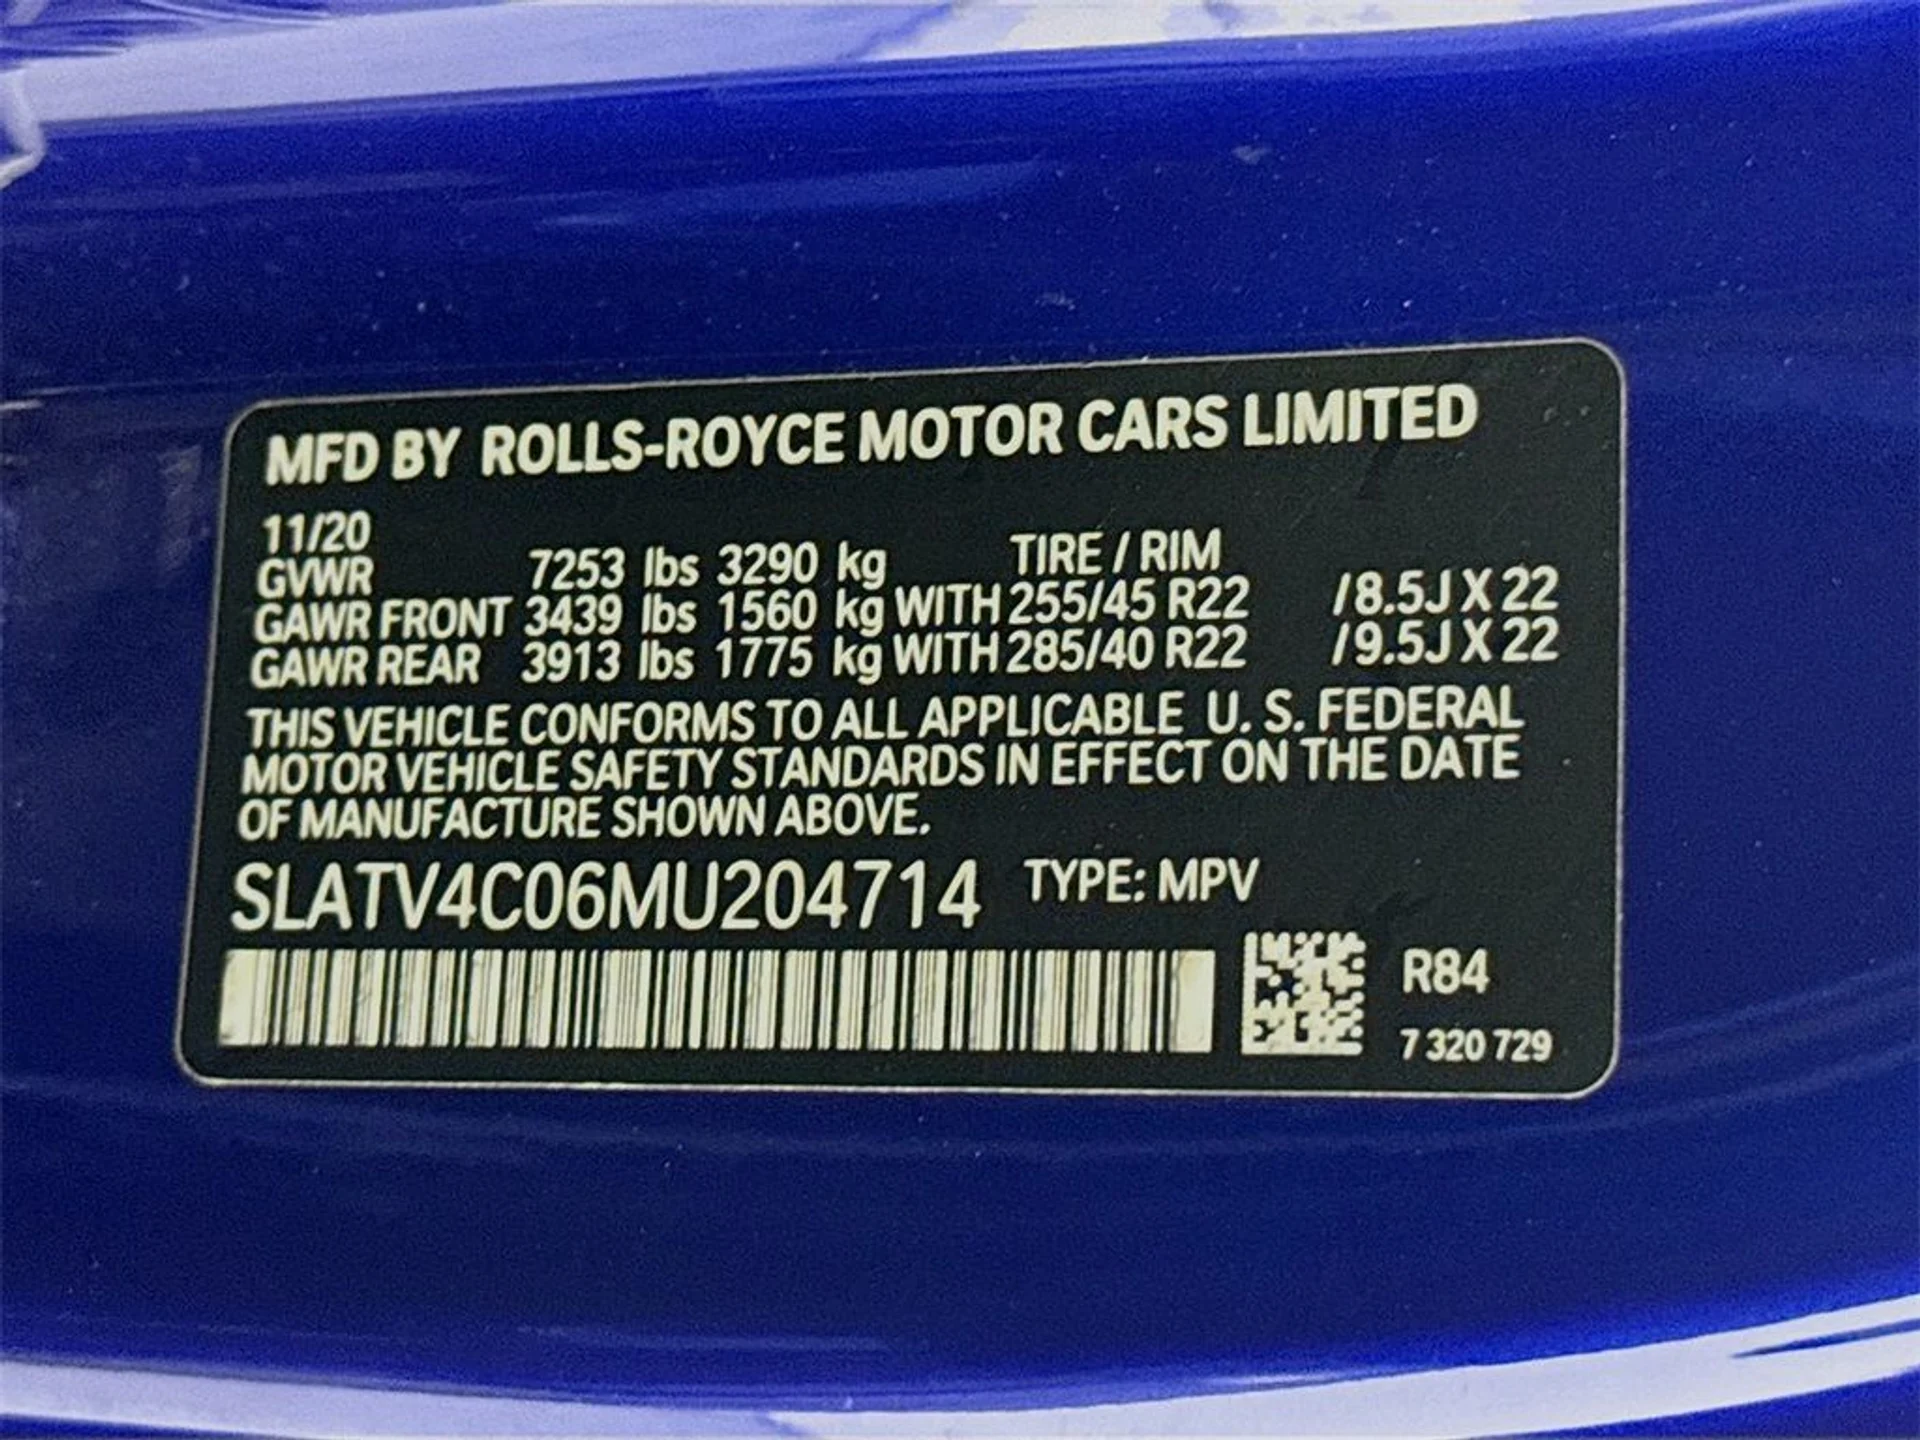 MFD BY ROLLS-ROYCE MOTOR CARS LIMITED
11/20 TIRE / RIM
GVWR 7253 lbs 3290 kg
GAWR FRONT 3439 lbs 1560 kg WITH 255/45 R22 /8.5J X 22
GAWR REAR 3913 lbs 1775 kg WITH 285/40 R22 /9.5J X 22
THIS VEHICLE CONFORMS TO ALL APPLICABLE U. S. FEDERAL
MOTOR VEHICLE SAFETY STANDARDS IN EFFECT ON THE DATE
OF MANUFACTURE SHOWN ABOVE.
SLATV4C06MU204714 TYPE: MPV
R84
7 320 729